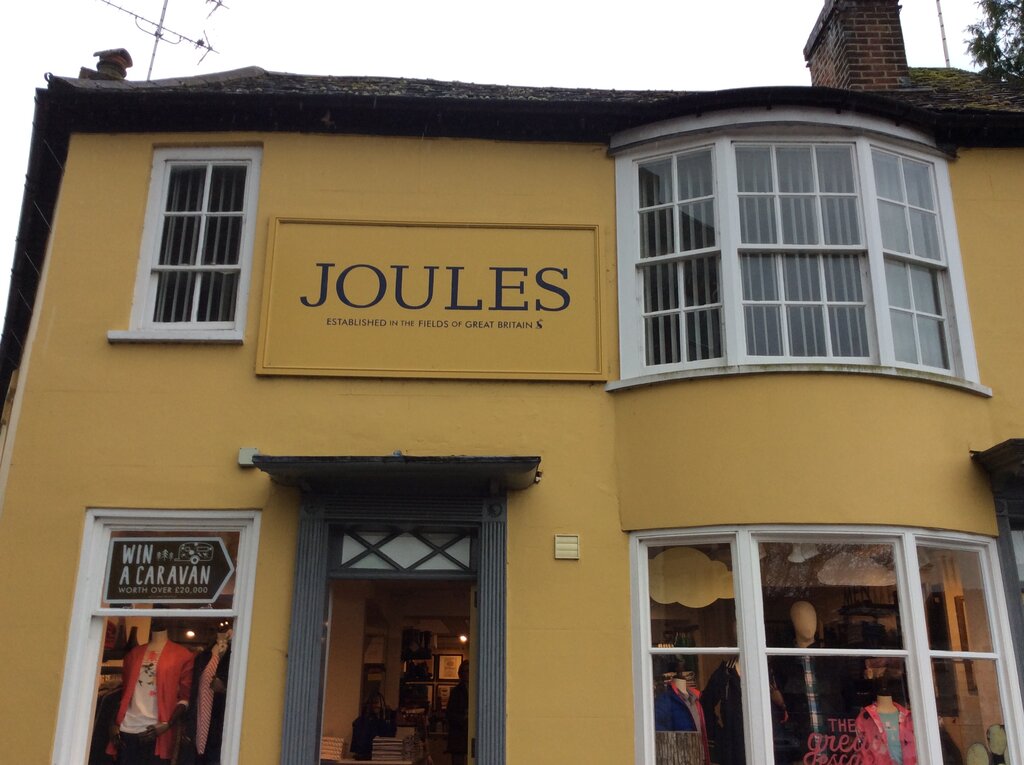 JOULES
ESTABLISHED IN THE FIELDS OF GREAT BRITAIN
WIN
A CARAVAN
WORTH OVER £20,000
THE
great